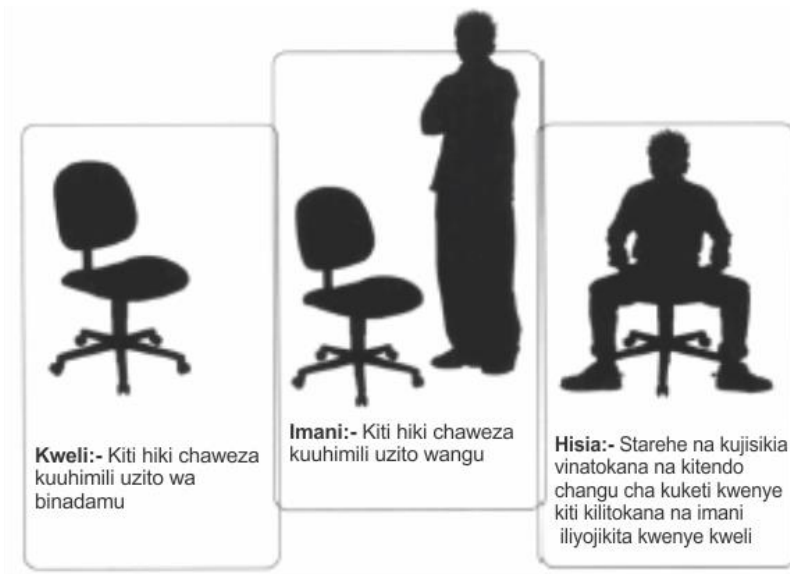 Kweli:- Kiti hiki chaweza
kuuhimili uzito wa
binadamu
Imani:- Kiti hiki chaweza
kuuhimili uzito wangu
Hisia:- Starehe na kujisikia
vinatokana na kitendo
changu cha kuketi kwenye
kiti kilitokana na imani
iliyojikita kwenye kweli